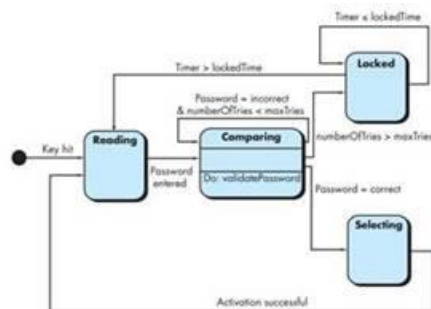 Timer ≤ lockedTime
Locked
Timer > lockedTime
Password = incorrect
& numberOfTries < maxTries
Reading
Comparing
Key hit
numberOfTries > maxTries
Password
entered
Do: validatePassword
Password = correct
Selecting
Activation successful